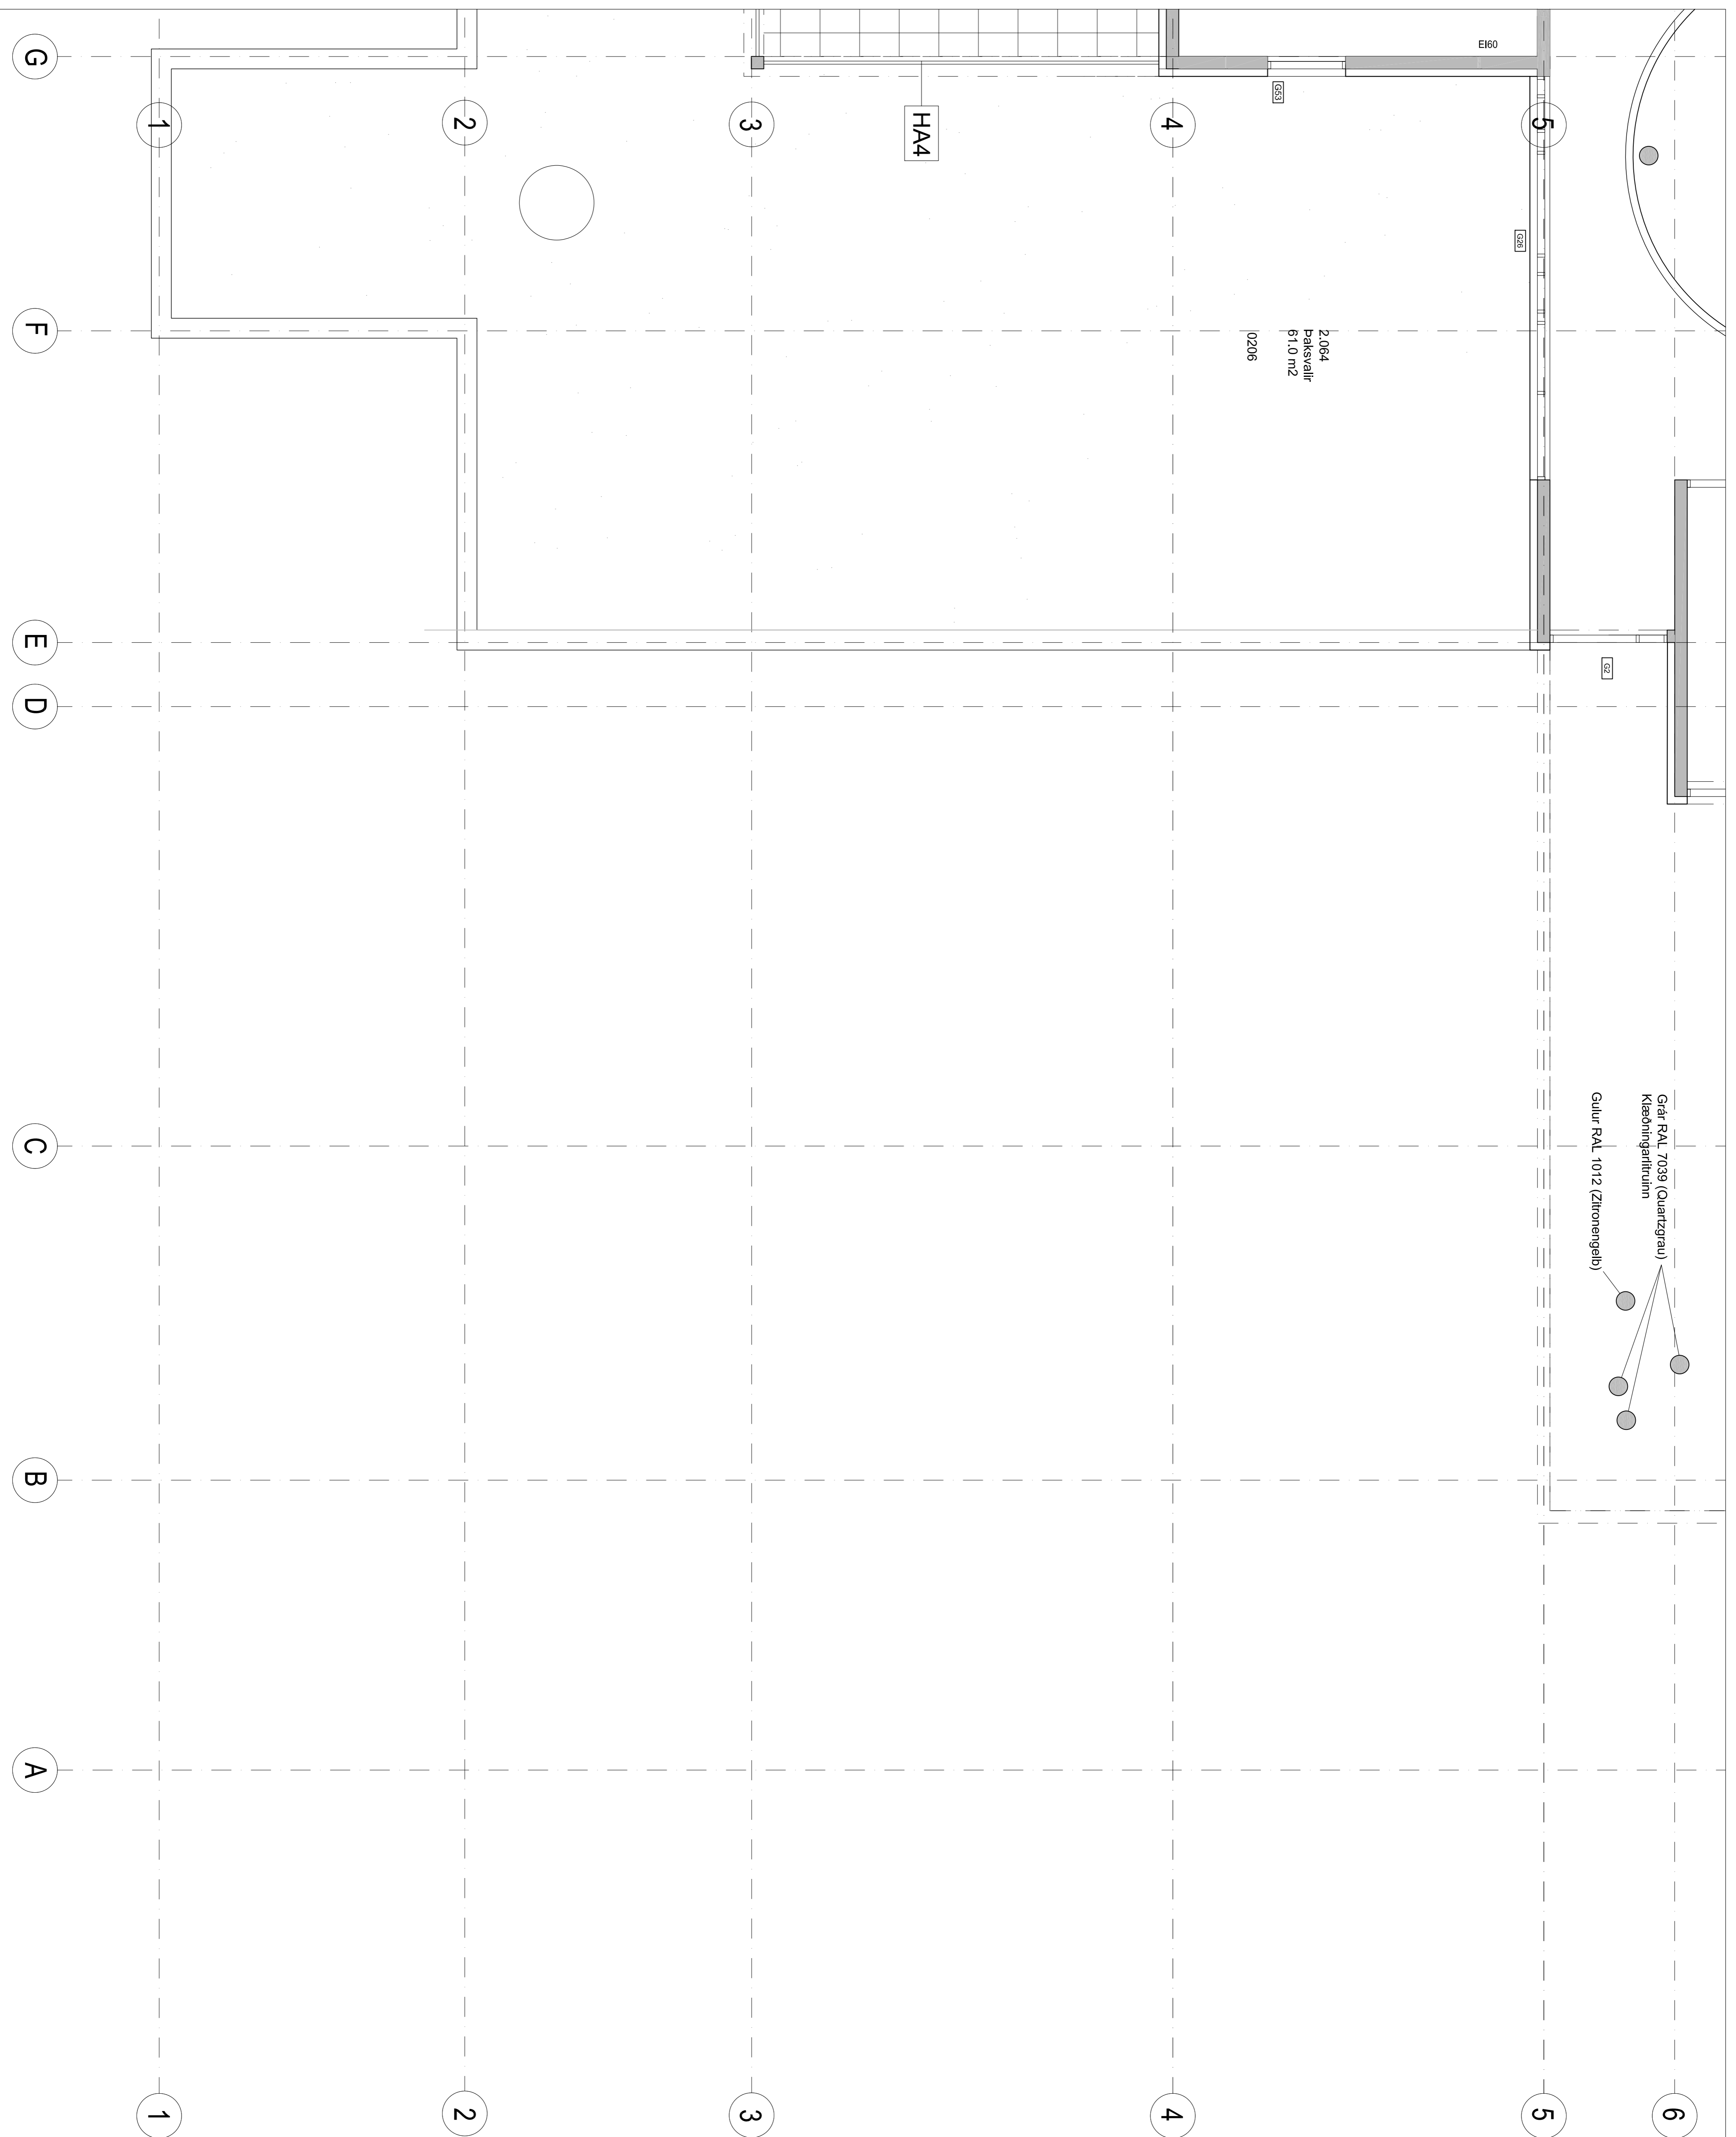 G
F
E
D
C
B
A
1
2
3
4
5
HA4
EI60
G53
G26
2.064
Þaksvalir
61.0 m2
0206
G2
Grár RAL 7039 (Quartzgrau)
Klæðningarlitruinn
Gulur RAL 1012 (Zitronengelb)
1
2
3
4
5
6